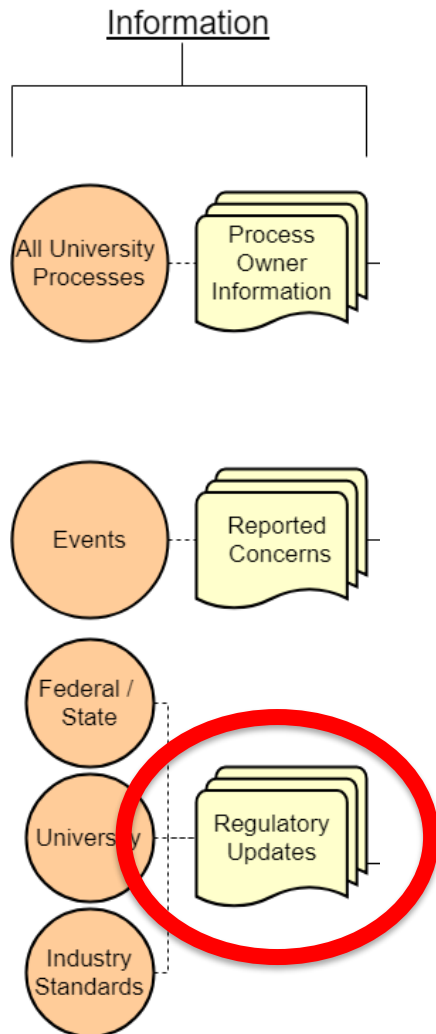 Information
All University
Processes
Process
Owner
Information
Events
Reported
Concerns
Federal /
State
University
Regulatory
Updates
Industry
Standards